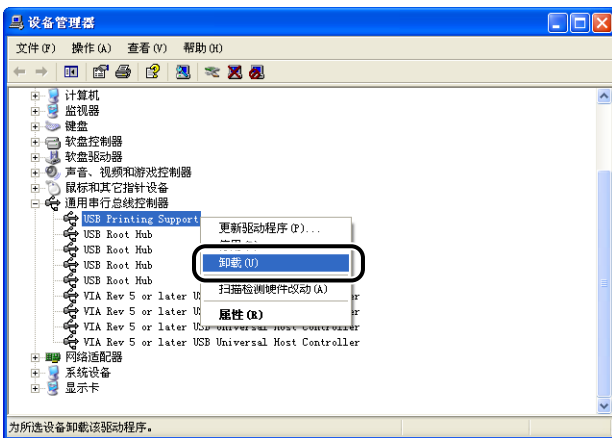 设备管理器
文件(F) 操作(A) 查看(V) 帮助(H)
计算机
监视器
键盘
软盘控制器
软盘驱动器
声音、视频和游戏控制器
鼠标和其它指针设备
通用串行总线控制器
USB Printing Support
更新驱动程序(P)...
USB Root Hub
USB Root Hub
卸载(U)
USB Root Hub
USB Root Hub
扫描检测硬件改动(A)
VIA Rev 5 or later
VIA Rev 5 or later
属性(R)
VIA Rev 5 or later USB Universal Host Controller
VIA Rev 5 or later USB Universal Host Controller
网络适配器
系统设备
显示卡
为所选设备卸载该驱动程序。